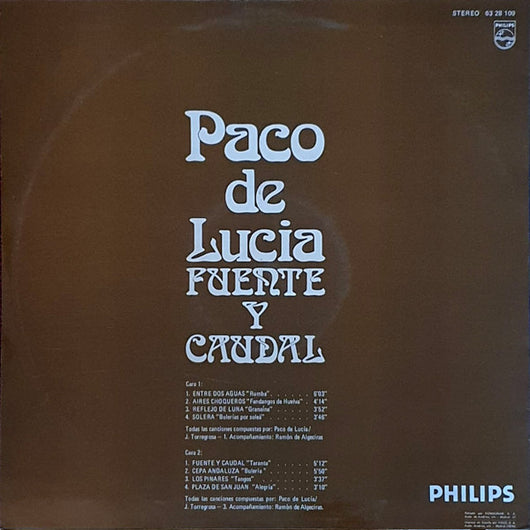 STEREO 63 28 109
PHILIPS
Paco
de
Lucia
FUENTE
Y
CAUDAL
Cara 1:
1. ENTRE DOS AGUAS "Rumba" . . . . . . 6'03"
2. AIRES CHOQUEROS "Fandangos de Huelva" . 4'14"
3. REFLEJO DE LUNA "Granaína" . . . . . . 3'52"
4. SOLERA "Bulerías por soleá" . . . . . . 3'46"
Todas las canciones compuestas por: Paco de Lucía/
J. Torregrosa — 1. Acompañamiento: Ramón de Algeciras
Cara 2:
1. FUENTE Y CAUDAL "Taranta" . . . . . . 5'12"
2. CEPA ANDALUZA "Bulería" . . . . . . 5'50"
3. LOS PINARES "Tangos" . . . . . . 3'37"
4. PLAZA DE SAN JUAN "Alegría" . . . . . 3'10"
Todas las canciones compuestas por: Paco de Lucía/
J. Torregrosa — 2. Acompañamiento: Ramón de Algeciras
PHILIPS